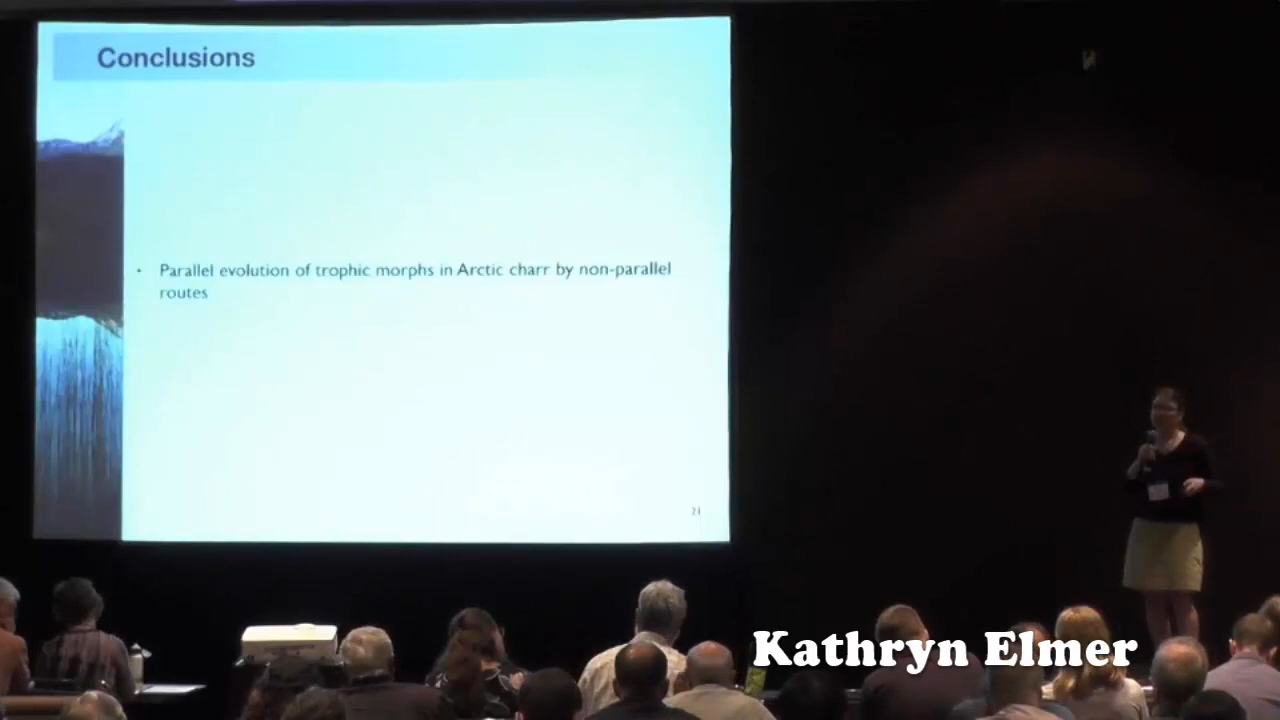 Conclusions
• Parallel evolution of trophic morphs in Arctic charr by non-parallel
routes
21
Kathryn Elmer